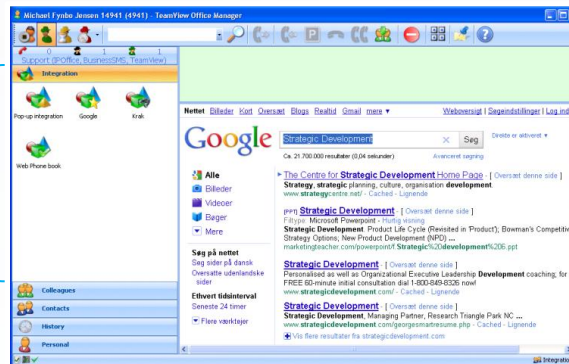 Michael Fynbo Jensen 14941 (4941) - TeamView Office Manager
0 1 1
Support (IPOffice, BusinessSMS, TeamView)
Integration
Pop-up integration Google Krak
Web Phone book
Colleagues
Contacts
History
Personal
Nettet Billeder Kort Oversæt Blogs Realtid Gmail mere ▼ Weboversigt | Søgeindstillinger | Log ind
Google Strategic Development × Søg Direkte er aktiveret ▼
Ca. 21.700.000 resultater (0,04 sekunder) Avanceret søgning
Alle
Billeder
Videoer
Bøger
Mere
Søg på nettet
Søg sider på dansk
Oversatte udenlandske
sider
Ethvert tidsinterval
Seneste 24 timer
Flere værktøjer
The Centre for Strategic Development Home Page - [ Oversæt denne side ]
Strategy, strategic planning, culture, organisation development.
www.strategycentre.net/ - Cached - Lignende
[PPT] Strategic Development - [ Oversæt denne side ]
Filtype: Microsoft Powerpoint - Hurtig visning
Strategic Development. Product Life Cycle (Revisited in 'Product'); Bowman's Competitiv
Strategy Options; New Product Development (NPD) ...
marketingteacher.com/powerpoint/f.Strategic%20development%206.ppt
Strategic Development - [ Oversæt denne side ]
Personalised as well as Organizational Executive Leadership Development coaching; for
FREE 60-minute initial consultation dial 1-800-849-8326 now!
www.strategicdevelopment.com/ - Cached - Lignende
Strategic Development - [ Oversæt denne side ]
Strategic Development, Managing Partner, Research Triangle Park NC ...
www.strategicdevelopment.com/georgesmartresume.php - Cached - Lignende
Vis flere resultater fra strategicdevelopment.com
Integratio